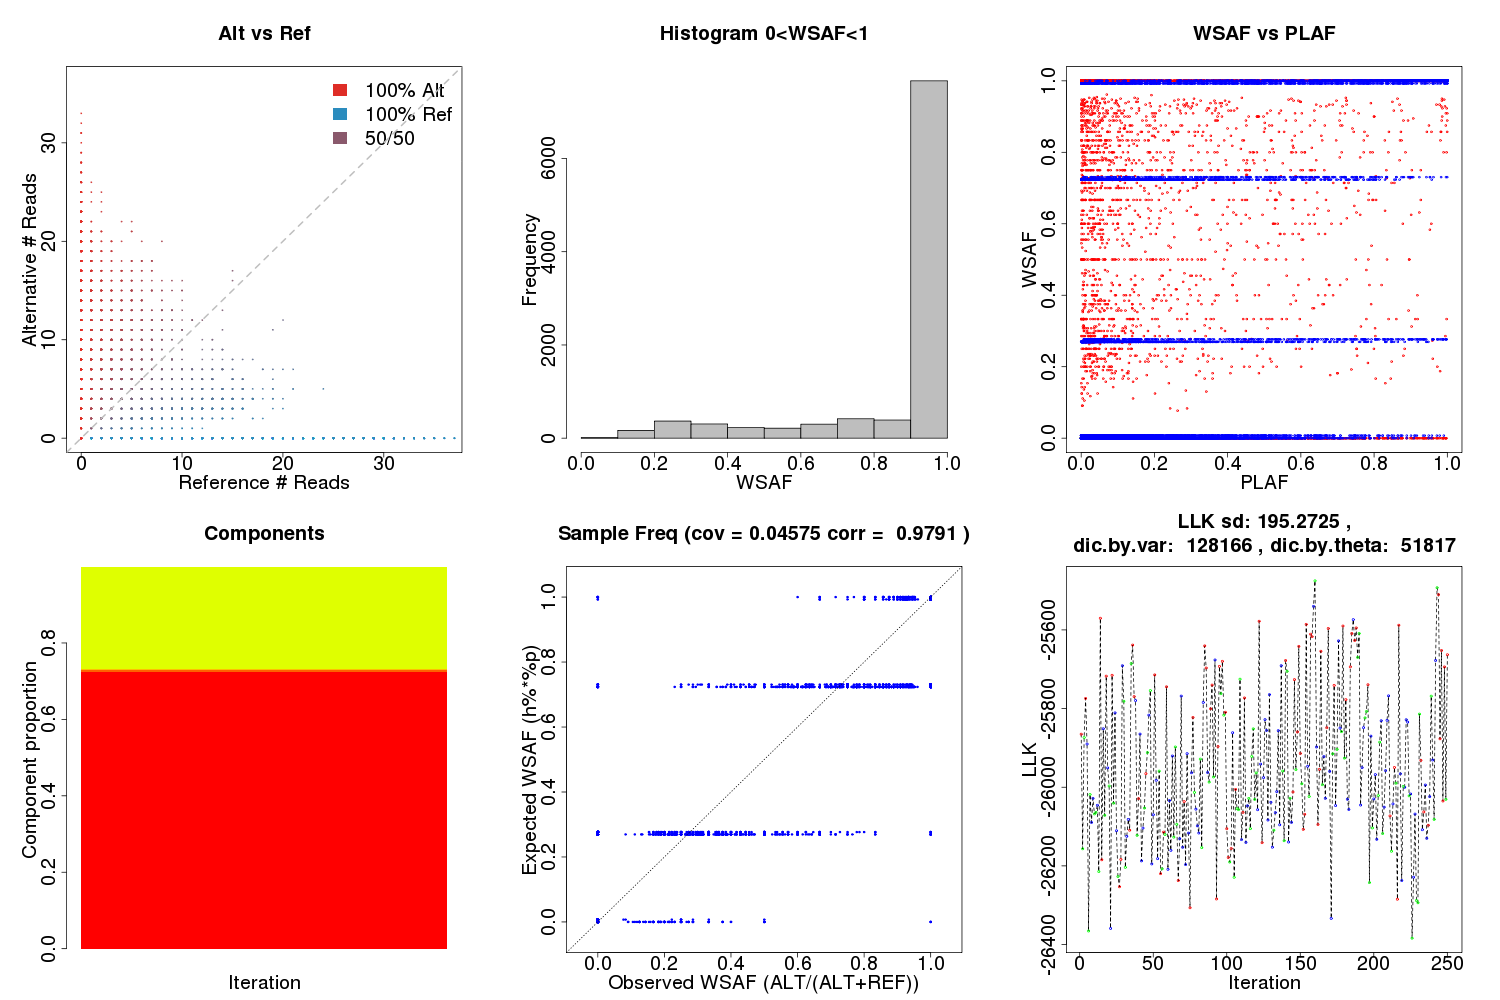 Alt vs Ref
100% Alt
100% Ref
50/50
30
20
10
0
Alternative # Reads
0 10 20 30
Reference # Reads
Histogram 0<WSAF<1
6000
4000
2000
0
Frequency
0.0 0.2 0.4 0.6 0.8 1.0
WSAF
WSAF vs PLAF
1.0
0.8
0.6
0.4
0.2
0.0
WSAF
0.0 0.2 0.4 0.6 0.8 1.0
PLAF
Components
0.8
0.6
0.4
0.2
0.0
Component proportion
Iteration
Sample Freq (cov = 0.04575 corr = 0.9791 )
1.0
0.8
0.6
0.4
0.2
0.0
Expected WSAF (h%*%p)
0.0 0.2 0.4 0.6 0.8 1.0
Observed WSAF (ALT/(ALT+REF))
LLK sd: 195.2725 ,
dic.by.var: 128166 , dic.by.theta: 51817
-25600
-25800
-26000
-26200
-26400
LLK
0 50 100 150 200 250
Iteration